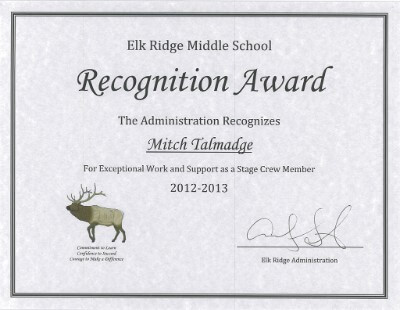 Elk Ridge Middle School
Recognition Award
The Administration Recognizes
Mitch Talmadge
For Exceptional Work and Support as a Stage Crew Member
2012-2013
Commitment to Learn
Confidence to Succeed
Courage to Make a Difference
Elk Ridge Administration